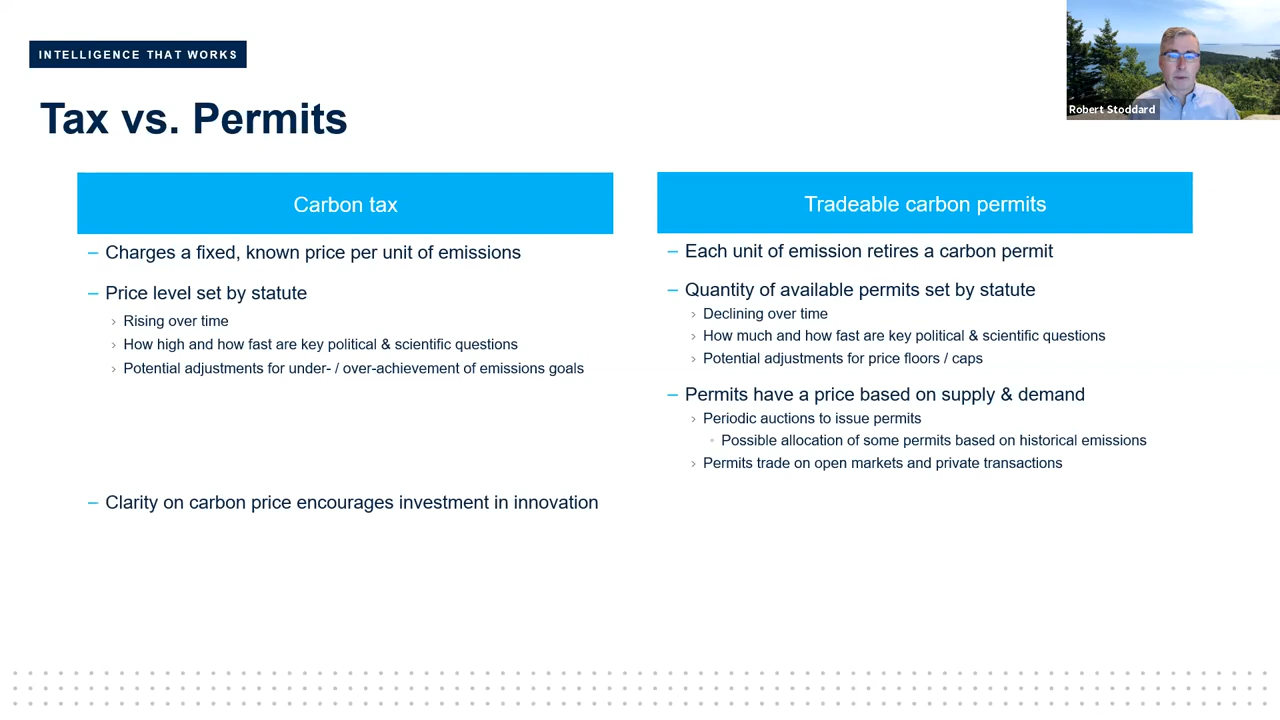 INTELLIGENCE THAT WORKS
Robert Stoddard
Tax vs. Permits
Carbon tax
– Charges a fixed, known price per unit of emissions
– Price level set by statute
› Rising over time
› How high and how fast are key political & scientific questions
› Potential adjustments for under- / over-achievement of emissions goals
– Clarity on carbon price encourages investment in innovation
Tradeable carbon permits
– Each unit of emission retires a carbon permit
– Quantity of available permits set by statute
› Declining over time
› How much and how fast are key political & scientific questions
› Potential adjustments for price floors / caps
– Permits have a price based on supply & demand
› Periodic auctions to issue permits
• Possible allocation of some permits based on historical emissions
› Permits trade on open markets and private transactions